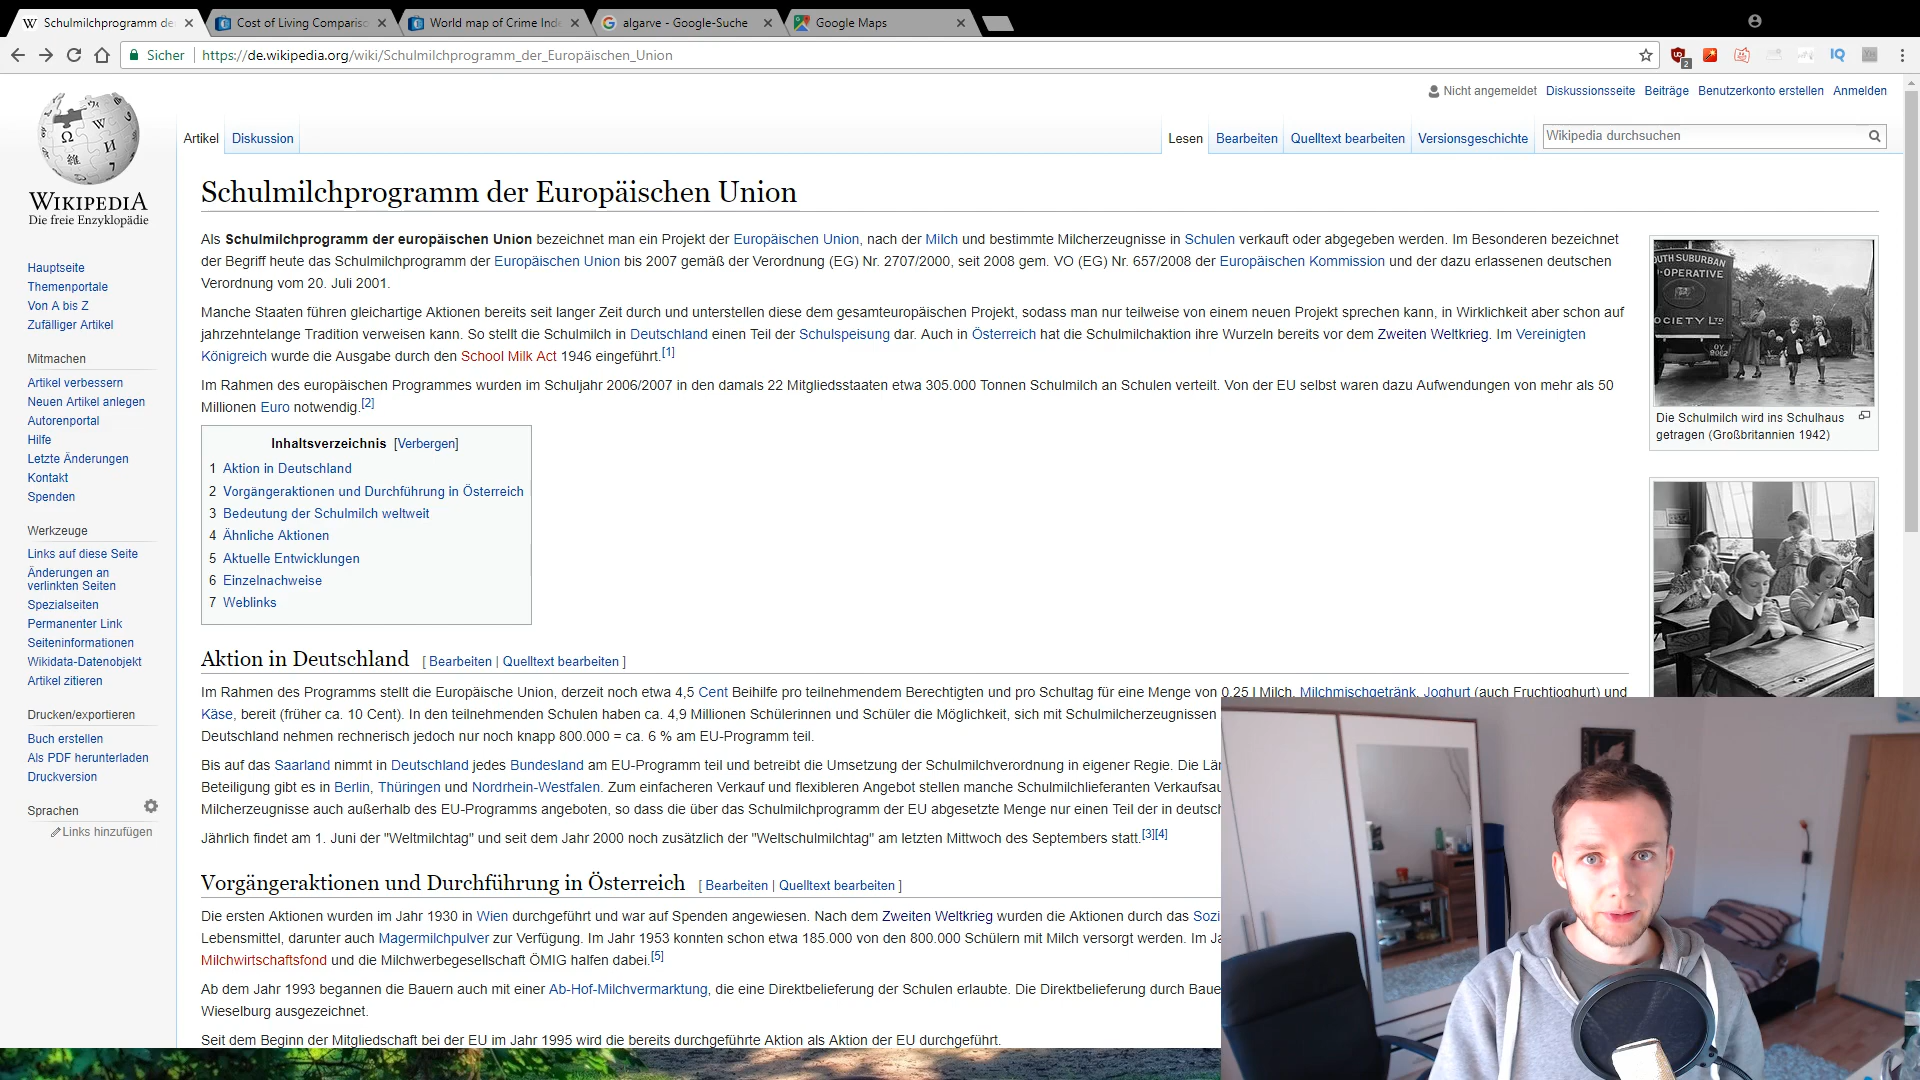 Schulmilchprogramm de
Cost of Living Comparisc
World map of Crime Inde
algarve - Google-Suche
Google Maps
Sicher
https://de.wikipedia.org/wiki/Schulmilchprogramm_der_Europäischen_Union
2
IQ
Nicht angemeldet Diskussionsseite Beiträge Benutzerkonto erstellen Anmelden
Artikel Diskussion
Lesen Bearbeiten Quelltext bearbeiten Versionsgeschichte Wikipedia durchsuchen
WIKIPEDIA
Die freie Enzyklopädie
Hauptseite
Themenportale
Von A bis Z
Zufälliger Artikel
Mitmachen
Artikel verbessern
Neuen Artikel anlegen
Autorenportal
Hilfe
Letzte Änderungen
Kontakt
Spenden
Werkzeuge
Links auf diese Seite
Änderungen an
verlinkten Seiten
Spezialseiten
Permanenter Link
Seiteninformationen
Wikidata-Datenobjekt
Artikel zitieren
Drucken/exportieren
Buch erstellen
Als PDF herunterladen
Druckversion
Sprachen
Links hinzufügen
Schulmilchprogramm der Europäischen Union
Als Schulmilchprogramm der europäischen Union bezeichnet man ein Projekt der Europäischen Union, nach der Milch und bestimmte Milcherzeugnisse in Schulen verkauft oder abgegeben werden. Im Besonderen bezeichnet
der Begriff heute das Schulmilchprogramm der Europäischen Union bis 2007 gemäß der Verordnung (EG) Nr. 2707/2000, seit 2008 gem. VO (EG) Nr. 657/2008 der Europäischen Kommission und der dazu erlassenen deutschen
Verordnung vom 20. Juli 2001.
Manche Staaten führen gleichartige Aktionen bereits seit langer Zeit durch und unterstellen diese dem gesamteuropäischen Projekt, sodass man nur teilweise von einem neuen Projekt sprechen kann, in Wirklichkeit aber schon auf
jahrzehntelange Tradition verweisen kann. So stellt die Schulmilch in Deutschland einen Teil der Schulspeisung dar. Auch in Österreich hat die Schulmilchaktion ihre Wurzeln bereits vor dem Zweiten Weltkrieg. Im Vereinigten
Königreich wurde die Ausgabe durch den School Milk Act 1946 eingeführt.[1]
Im Rahmen des europäischen Programmes wurden im Schuljahr 2006/2007 in den damals 22 Mitgliedsstaaten etwa 305.000 Tonnen Schulmilch an Schulen verteilt. Von der EU selbst waren dazu Aufwendungen von mehr als 50
Millionen Euro notwendig.[2]
Inhaltsverzeichnis [Verbergen]
1 Aktion in Deutschland
2 Vorgängeraktionen und Durchführung in Österreich
3 Bedeutung der Schulmilch weltweit
4 Ähnliche Aktionen
5 Aktuelle Entwicklungen
6 Einzelnachweise
7 Weblinks
OUTH SUBURBAN
-OPERATIVE
OCIETY LTD
Die Schulmilch wird ins Schulhaus
getragen (Großbritannien 1942)
Aktion in Deutschland [ Bearbeiten | Quelltext bearbeiten ]
Im Rahmen des Programms stellt die Europäische Union, derzeit noch etwa 4,5 Cent Beihilfe pro teilnehmendem Berechtigten und pro Schultag für eine Menge von 0,25 l Milch, Milchmischgetränk, Joghurt (auch Fruchtjoghurt) und
Käse, bereit (früher ca. 10 Cent). In den teilnehmenden Schulen haben ca. 4,9 Millionen Schülerinnen und Schüler die Möglichkeit, sich mit Schulmilcherzeugnissen
Deutschland nehmen rechnerisch jedoch nur noch knapp 800.000 = ca. 6 % am EU-Programm teil.
Bis auf das Saarland nimmt in Deutschland jedes Bundesland am EU-Programm teil und betreibt die Umsetzung der Schulmilchverordnung in eigener Regie. Die Län
Beteiligung gibt es in Berlin, Thüringen und Nordrhein-Westfalen. Zum einfacheren Verkauf und flexibleren Angebot stellen manche Schulmilchlieferanten Verkaufsau
Milcherzeugnisse auch außerhalb des EU-Programms angeboten, so dass die über das Schulmilchprogramm der EU abgesetzte Menge nur einen Teil der in deutsch
Jährlich findet am 1. Juni der "Weltmilchtag" und seit dem Jahr 2000 noch zusätzlich der "Weltschulmilchtag" am letzten Mittwoch des Septembers statt.[3][4]
Vorgängeraktionen und Durchführung in Österreich [ Bearbeiten | Quelltext bearbeiten ]
Die ersten Aktionen wurden im Jahr 1930 in Wien durchgeführt und war auf Spenden angewiesen. Nach dem Zweiten Weltkrieg wurden die Aktionen durch das Sozi
Lebensmittel, darunter auch Magermilchpulver zur Verfügung. Im Jahr 1953 konnten schon etwa 185.000 von den 800.000 Schülern mit Milch versorgt werden. Im Ja
Milchwirtschaftsfond und die Milchwerbegesellschaft ÖMIG halfen dabei.[5]
Ab dem Jahr 1993 begannen die Bauern auch mit einer Ab-Hof-Milchvermarktung, die eine Direktbelieferung der Schulen erlaubte. Die Direktbelieferung durch Baue
Wieselburg ausgezeichnet.
Seit dem Beginn der Mitgliedschaft bei der EU im Jahr 1995 wird die bereits durchgeführte Aktion als Aktion der EU durchgeführt.